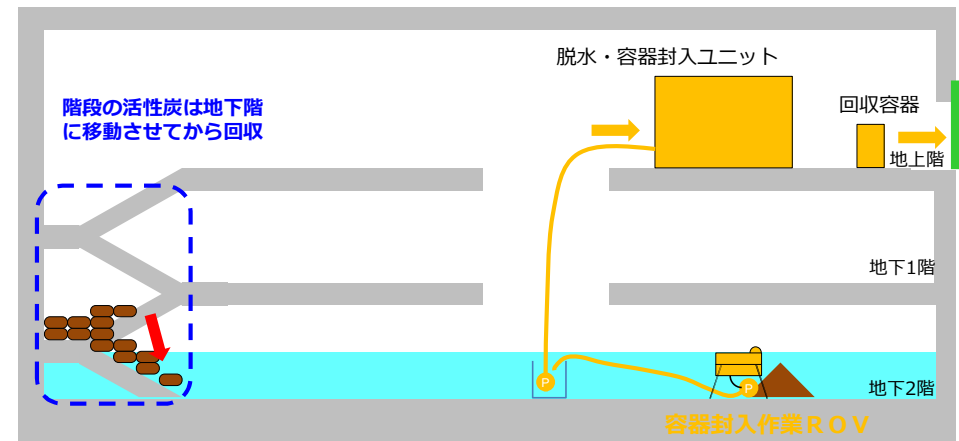 脱水・容器封入ユニット
階段の活性炭は地下階
に移動させてから回収
回収容器
地上階
地下1階
地下2階
P
P
容器封入作業ＲＯＶ